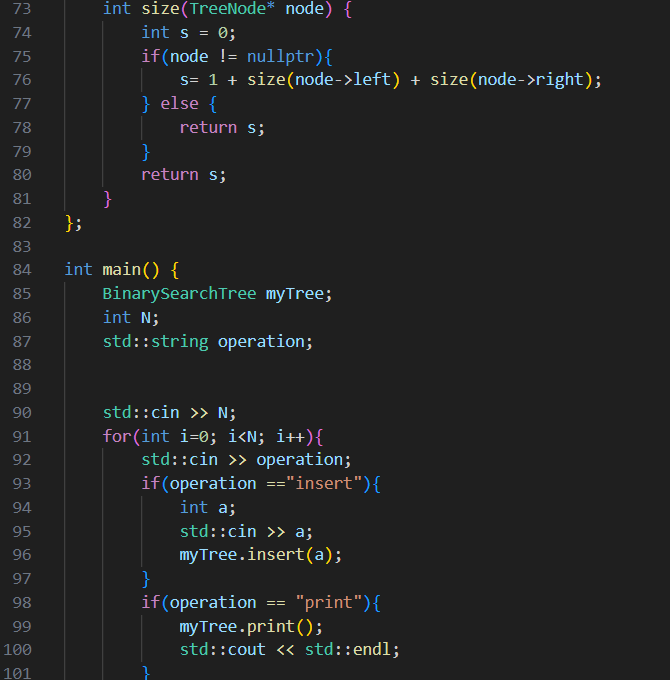 73 int size(TreeNode* node) {
74 int s = 0;
75 if(node != nullptr){
76 s= 1 + size(node->left) + size(node->right);
77 } else {
78 return s;
79 }
80 return s;
81 }
82 };
83
84 int main() {
85 BinarySearchTree myTree;
86 int N;
87 std::string operation;
88
89
90 std::cin >> N;
91 for(int i=0; i<N; i++){
92 std::cin >> operation;
93 if(operation =="insert"){
94 int a;
95 std::cin >> a;
96 myTree.insert(a);
97 }
98 if(operation == "print"){
99 myTree.print();
100 std::cout << std::endl;
101 }